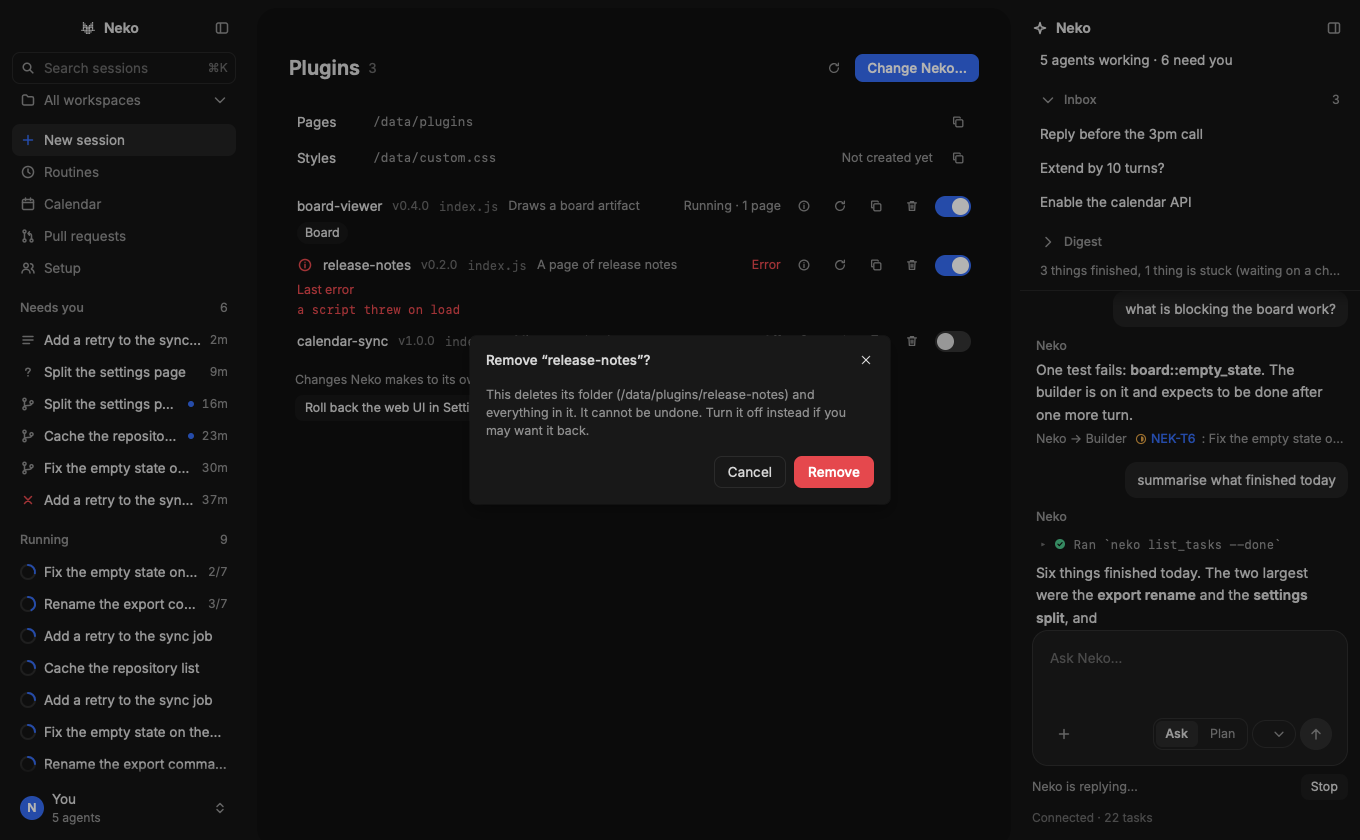 Neko
Search sessions ⌘K
All workspaces
New session
Routines
Calendar
Pull requests
Setup
Needs you 6
Add a retry to the sync... 2m
Split the settings page 9m
Split the settings p... 16m
Cache the reposito... 23m
Fix the empty state o... 30m
Add a retry to the syn... 37m
Running 9
Fix the empty state on... 2/7
Rename the export co... 3/7
Add a retry to the sync job
Cache the repository list
Add a retry to the sync job
Fix the empty state on the...
Rename the export comma...
N
You
5 agents
Plugins 3
Change Neko...
Pages /data/plugins
Styles /data/custom.css Not created yet
board-viewer v0.4.0 index.js Draws a board artifact Running · 1 page
Board
release-notes v0.2.0 index.js A page of release notes Error
Last error
a script threw on load
calendar-sync v1.0.0
Changes Neko makes to its
Roll back the web UI in
Remove “release-notes”?
This deletes its folder (/data/plugins/release-notes) and
everything in it. It cannot be undone. Turn it off instead if you
may want it back.
Cancel
Remove
Neko
5 agents working · 6 need you
Inbox 3
Reply before the 3pm call
Extend by 10 turns?
Enable the calendar API
Digest
3 things finished, 1 thing is stuck (waiting on a ch...
what is blocking the board work?
Neko
One test fails: board::empty_state. The
builder is on it and expects to be done after
one more turn.
Neko → Builder NEK-T6 : Fix the empty state o...
summarise what finished today
Neko
Ran `neko list_tasks --done`
Six things finished today. The two largest
were the export rename and the settings
split, and
Ask Neko...
Ask Plan
Neko is replying... Stop
Connected · 22 tasks